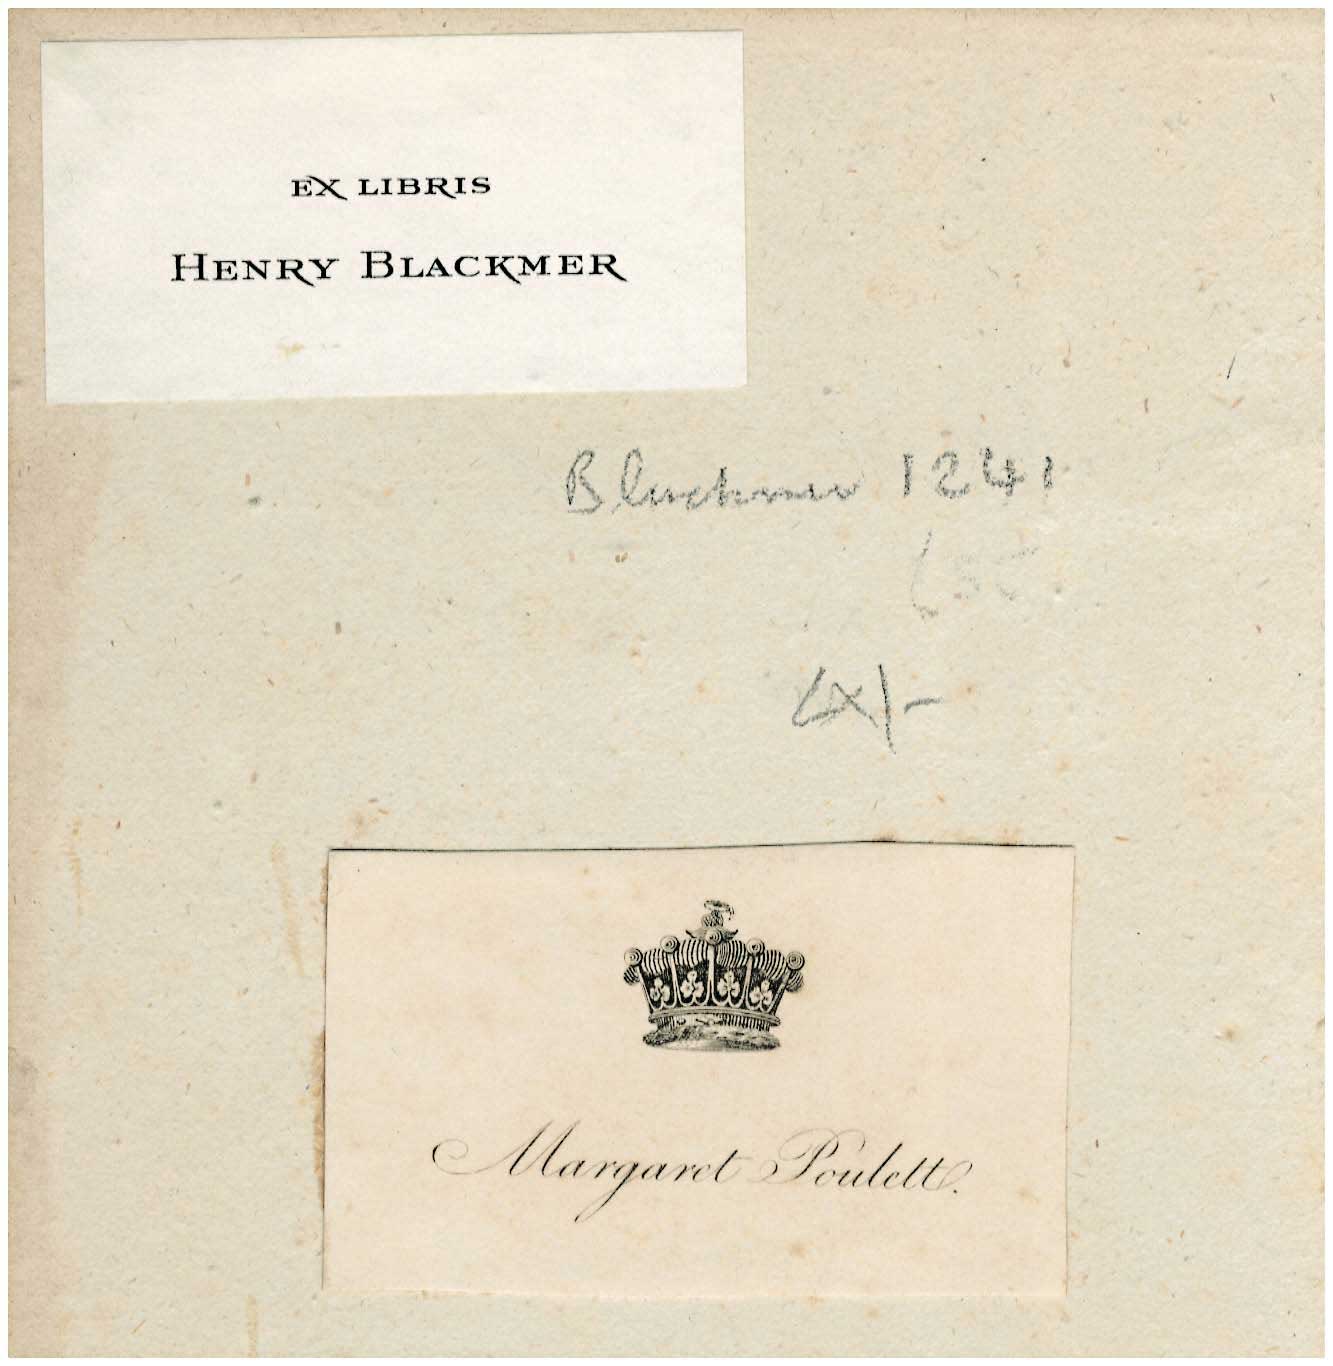 EX LIBRIS
HENRY BLACKMER
Blackmer 1241
Margaret Poulett.